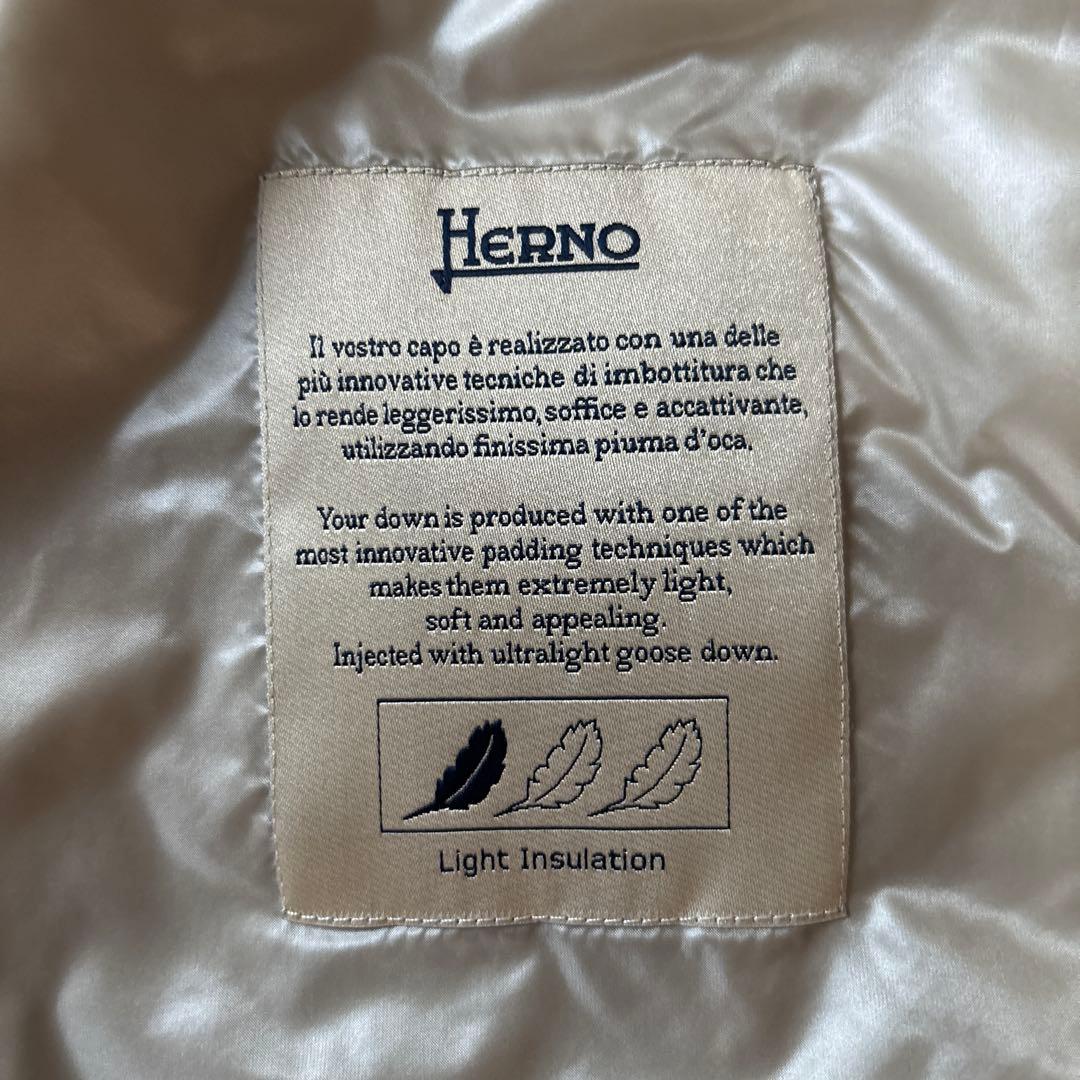 HERNO
Il vostro capo è realizzato con una delle
più innovative tecniche di imbottitura che
lo rende leggerissimo, soffice e accattivante,
utilizzando finissima piuma d'oca.
Your down is produced with one of the
most innovative padding techniques which
makes them extremely light,
soft and appealing.
Injected with ultralight goose down.
Light Insulation